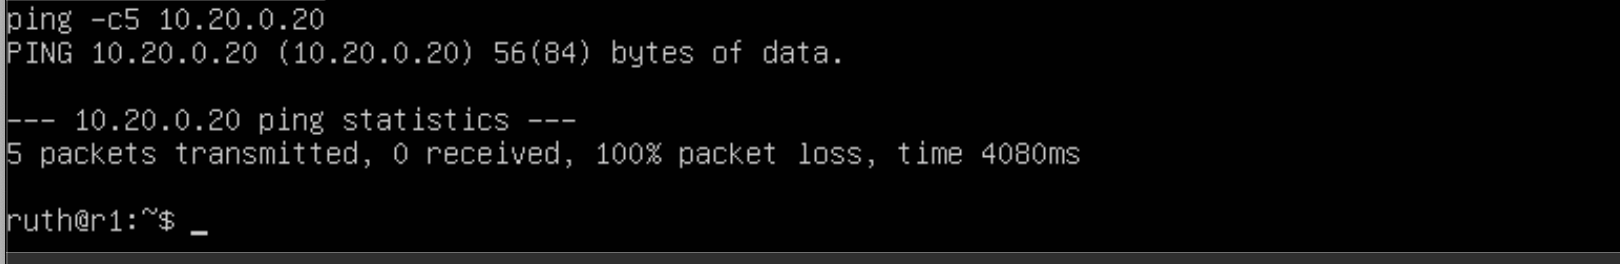 ping -c5 10.20.0.20
PING 10.20.0.20 (10.20.0.20) 56(84) bytes of data.
--- 10.20.0.20 ping statistics ---
5 packets transmitted, 0 received, 100% packet loss, time 4080ms
ruth@r1:~$ _